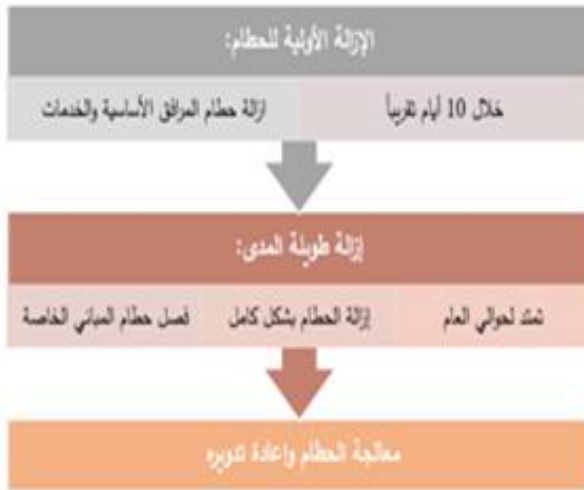 الإزالة الأولية للحطام:
خلال 10 أيام تقريباً
ازالة حطام المرافق الأساسية والخدمات
إزالة طويلة المدى:
تمتد لحوالي العام
إزالة الحطام بشكل كامل
فصل حطام المباني الخاصة
معالجة الحطام واعادة تدويره